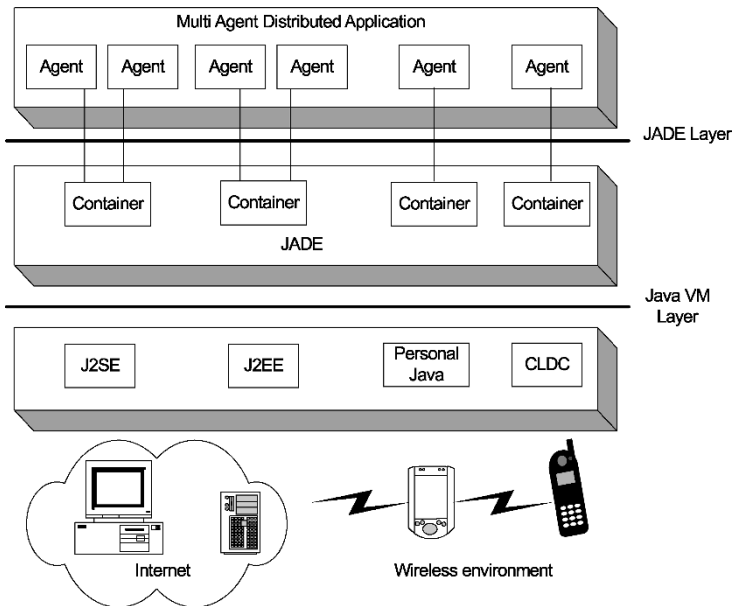 Multi Agent Distributed Application
Agent
Agent
Agent
Agent
Agent
Agent
JADE Layer
Container
Container
Container
Container
JADE
Java VM
Layer
J2SE
J2EE
Personal
Java
CLDC
Internet
Wireless environment